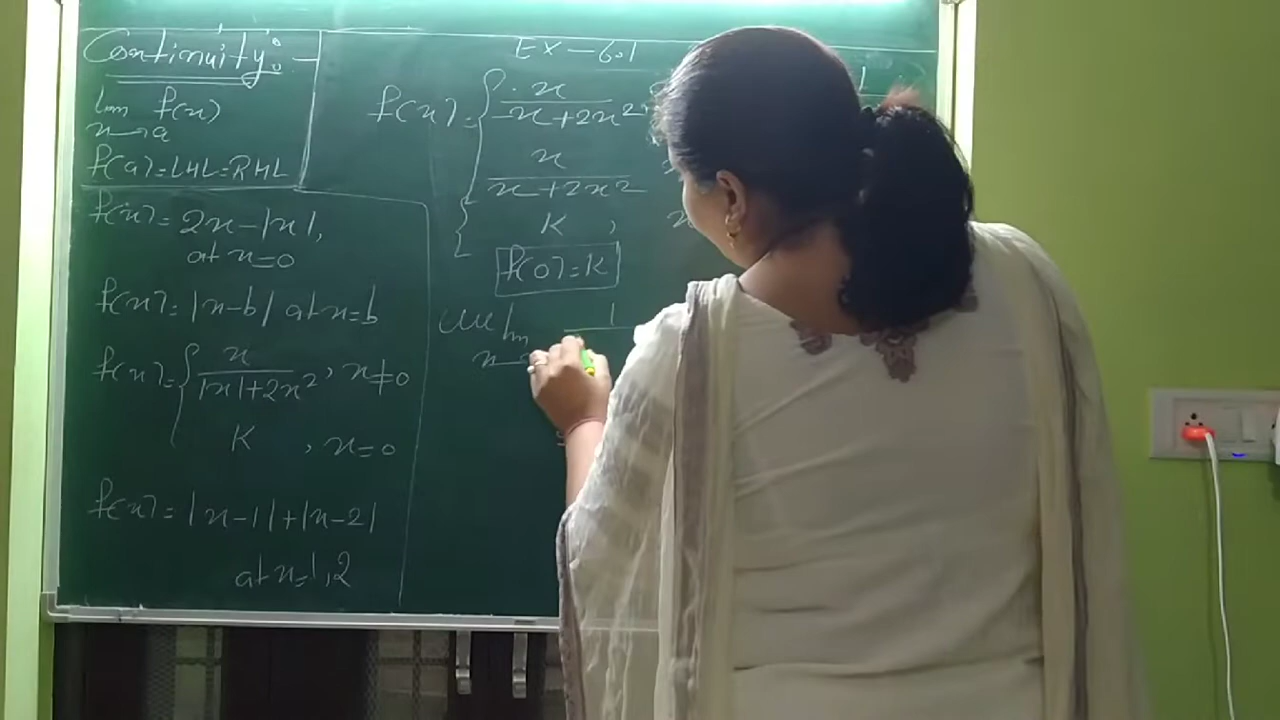 Continuity:-
lim f(x)
x→a
f(a)=LHL=RHL
f(x)= 2x-|x|,
at x=0
f(x)= |x-b| at x=b
f(x)= { x / |x|+2x² , x≠0
K , x=0
f(x)= |x-1|+|x-2|
at x=1,2
EX-6.1
f(x)= { x / -x+2x²
x / x+2x²
K , x
f(0)=K
lim 1
x→